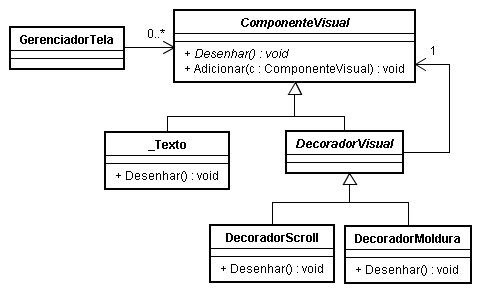 ComponenteVisual
GerenciadorTela
0..*
+ Desenhar() : void
+ Adicionar(c : ComponenteVisual) : void
1
_Texto
+ Desenhar() : void
DecoradorVisual
DecoradorScroll
+ Desenhar() : void
DecoradorMoldura
+ Desenhar() : void